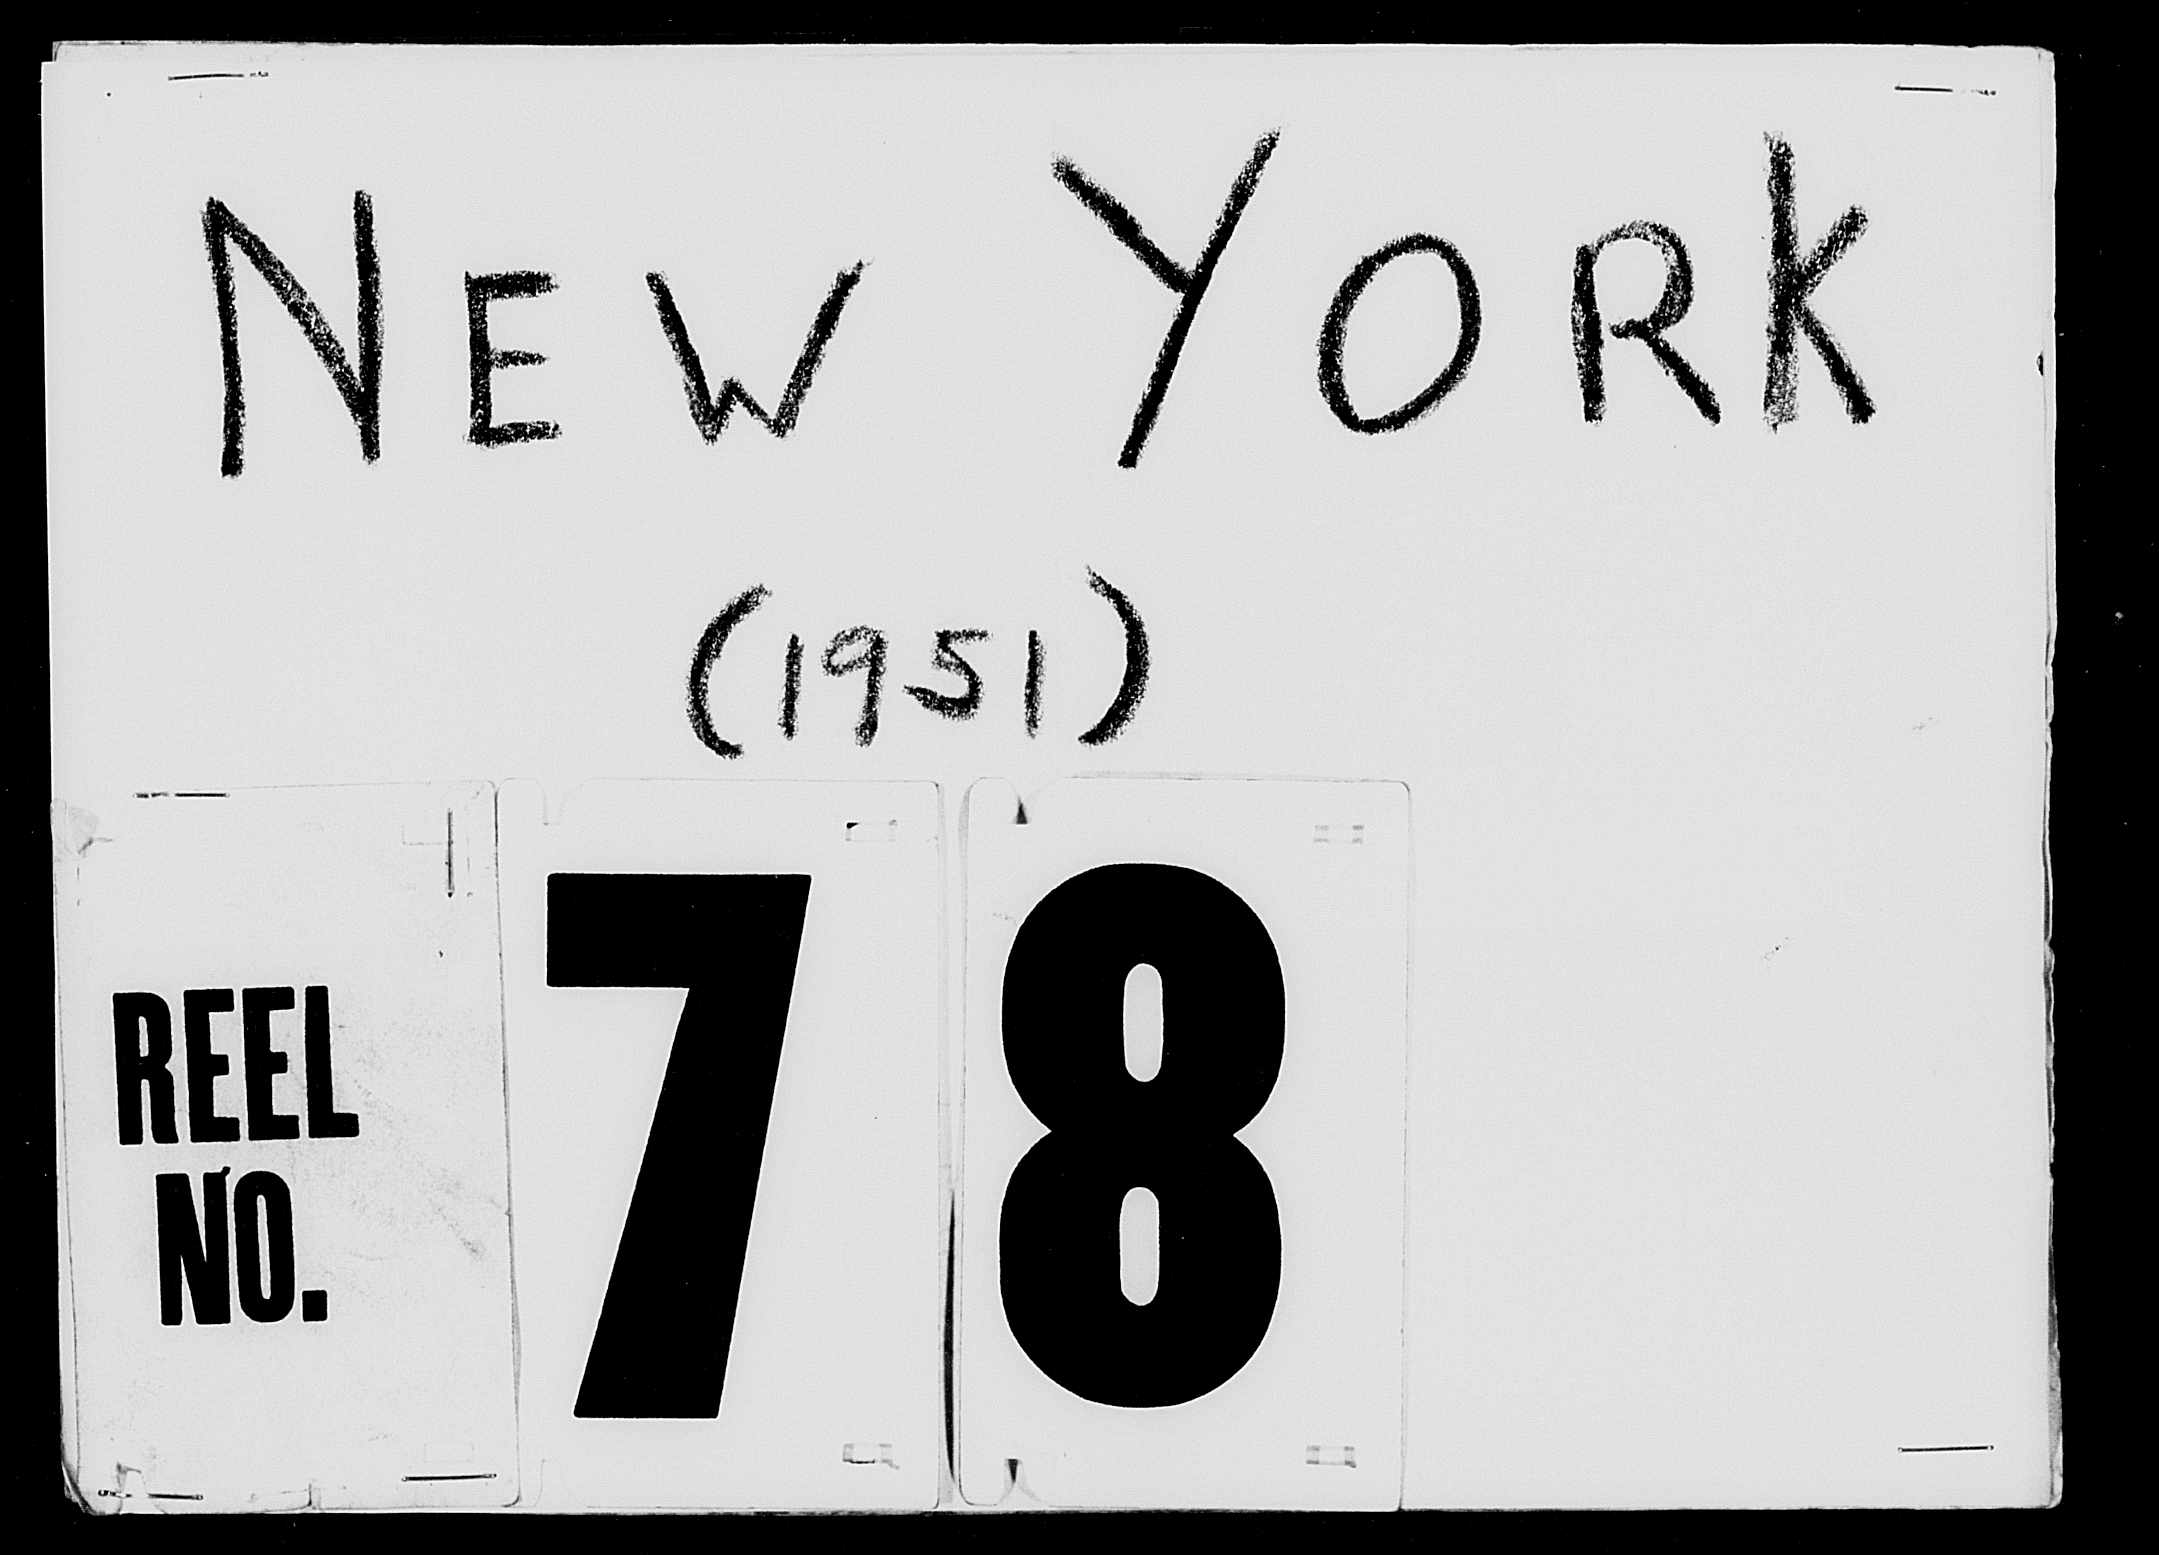 NEW YORK
(1951)
REEL
NO.
78